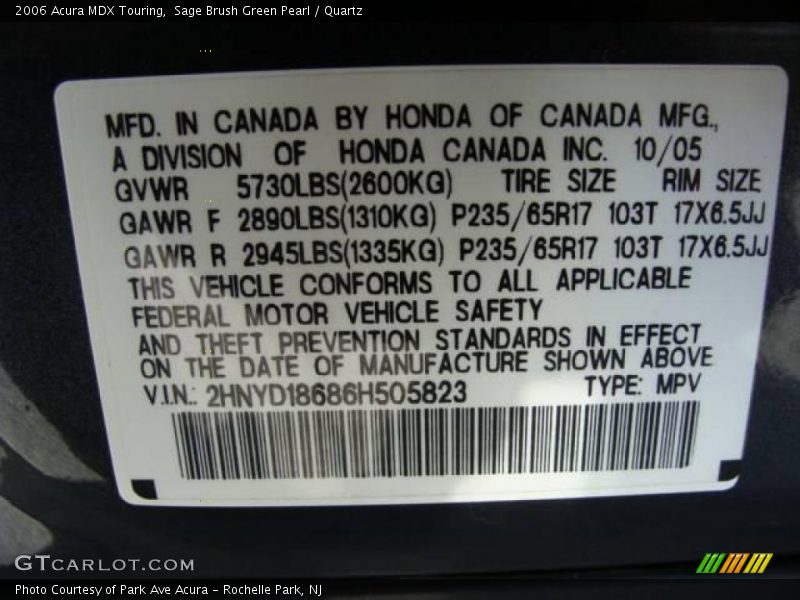 2006 Acura MDX Touring,  Sage Brush Green Pearl / Quartz
MFD. IN CANADA BY HONDA OF CANADA MFG.,
A DIVISION OF HONDA CANADA INC. 10/05
GVWR 5730LBS(2600KG) TIRE SIZE RIM SIZE
GAWR F 2890LBS(1310KG) P235/65R17 103T 17X6.5JJ
GAWR R 2945LBS(1335KG) P235/65R17 103T 17X6.5JJ
THIS VEHICLE CONFORMS TO ALL APPLICABLE
FEDERAL MOTOR VEHICLE SAFETY
AND THEFT PREVENTION STANDARDS IN EFFECT
ON THE DATE OF MANUFACTURE SHOWN ABOVE
V.I.N.: 2HNYD18686H505823 TYPE: MPV
GTCARLOT.COM
Photo Courtesy of Park Ave Acura - Rochelle Park, NJ